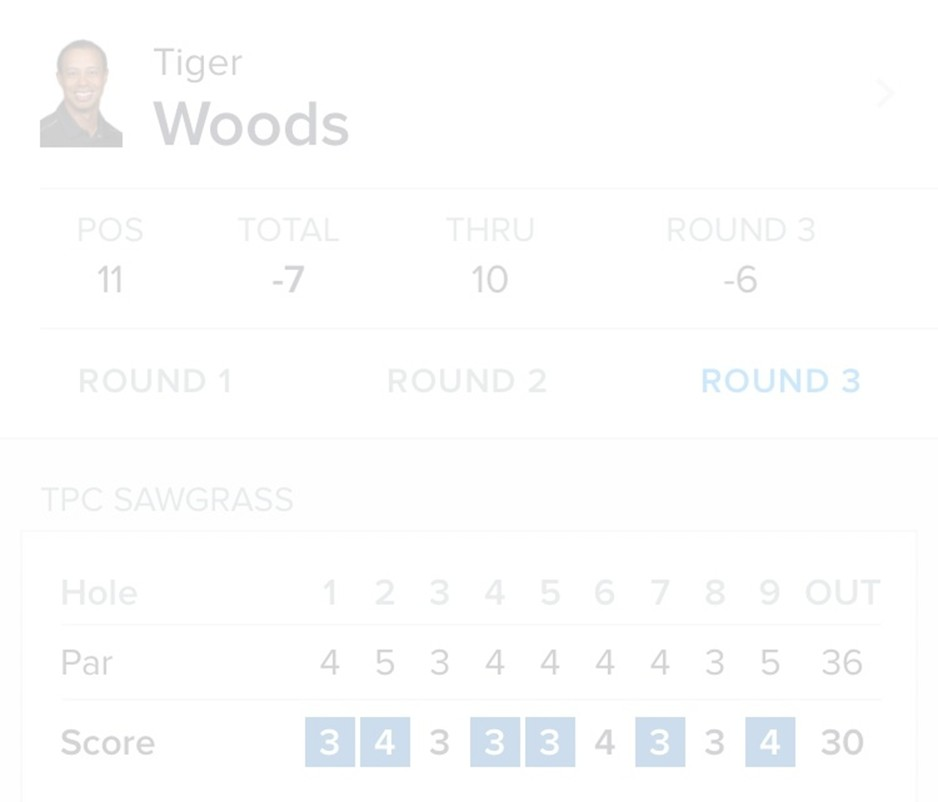 Tiger
Woods
POS TOTAL THRU ROUND 3
11 -7 10 -6
ROUND 1 ROUND 2 ROUND 3
TPC SAWGRASS
Hole 1 2 3 4 5 6 7 8 9 OUT
Par 4 5 3 4 4 4 4 3 5 36
Score 3 4 3 3 3 4 3 3 4 30